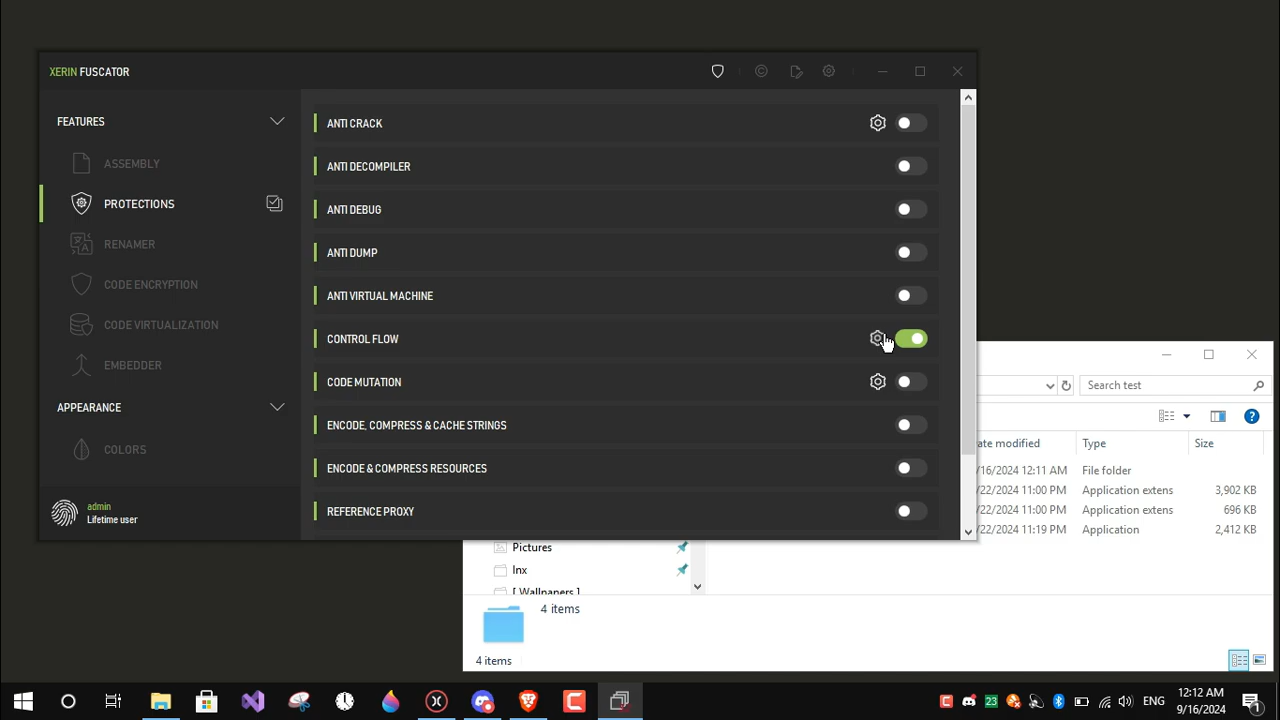 XERIN FUSCATOR
FEATURES
ASSEMBLY
PROTECTIONS
RENAMER
CODE ENCRYPTION
CODE VIRTUALIZATION
EMBEDDER
APPEARANCE
COLORS
admin
Lifetime user
ANTI CRACK
ANTI DECOMPILER
ANTI DEBUG
ANTI DUMP
ANTI VIRTUAL MACHINE
CONTROL FLOW
CODE MUTATION
ENCODE, COMPRESS & CACHE STRINGS
ENCODE & COMPRESS RESOURCES
REFERENCE PROXY
Search test
ate modified Type Size
/16/2024 12:11 AM File folder
/22/2024 11:00 PM Application extens 3,902 KB
/22/2024 11:00 PM Application extens 696 KB
/22/2024 11:19 PM Application 2,412 KB
Pictures
Inx
[ Wallpapers ]
4 items
4 items
23
ENG
12:12 AM
9/16/2024
1